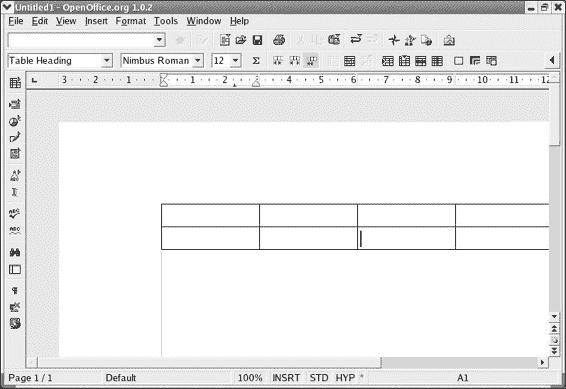 Untitled1 - OpenOffice.org 1.0.2
File Edit View Insert Format Tools Window Help
Table Heading Nimbus Roman 12 Σ
3 2 1 1 2 3 4 5 6 7 8 9 10 11 12
Page 1 / 1 Default 100% INSRT STD HYP * A1